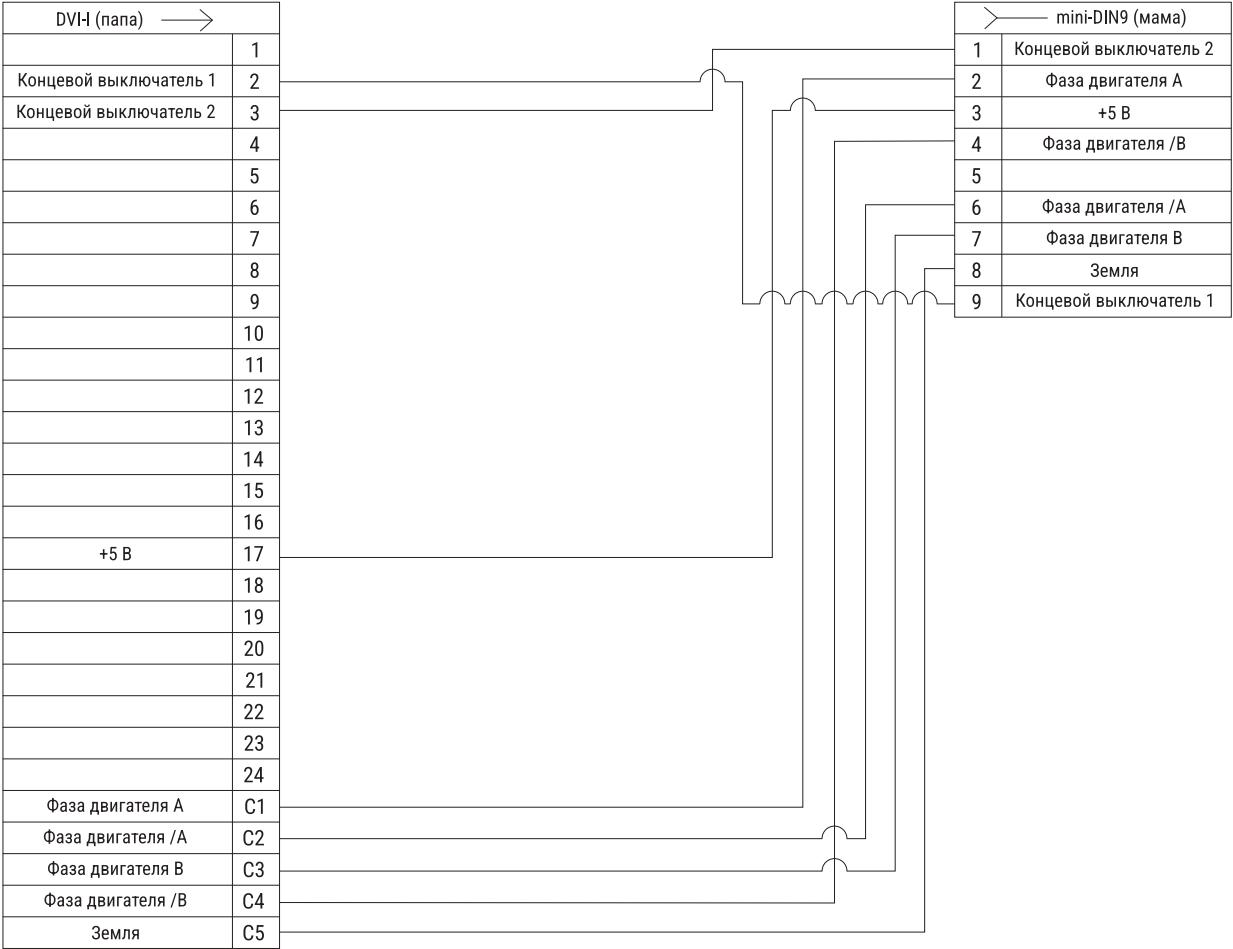 DVI-I (папа)
1
Концевой выключатель 1 2
Концевой выключатель 2 3
4
5
6
7
8
9
10
11
12
13
14
15
16
+5 В 17
18
19
20
21
22
23
24
Фаза двигателя A C1
Фаза двигателя /A C2
Фаза двигателя B C3
Фаза двигателя /B C4
Земля C5
mini-DIN9 (мама)
1 Концевой выключатель 2
2 Фаза двигателя A
3 +5 В
4 Фаза двигателя /B
5
6 Фаза двигателя /A
7 Фаза двигателя B
8 Земля
9 Концевой выключатель 1